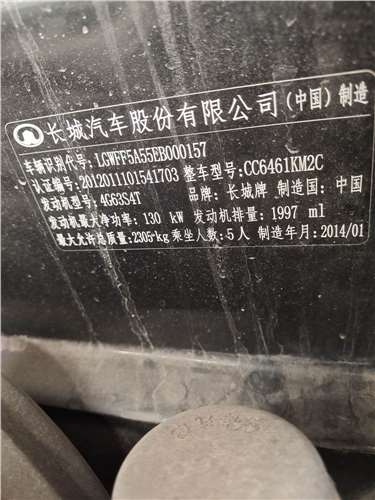 长城汽车股份有限公司(中国)制造
车辆识别代号:LGWFF5A55EB000157
认证编号:2012011101541703 整车型号:CC6461KM2C
发动机型号:4G63S4T 品牌:长城牌 制造国:中国
发动机最大净功率:130 kW 发动机排量:1997 ml
最大允许总质量:2305kg 乘坐人数:5人 制造年月:2014/01